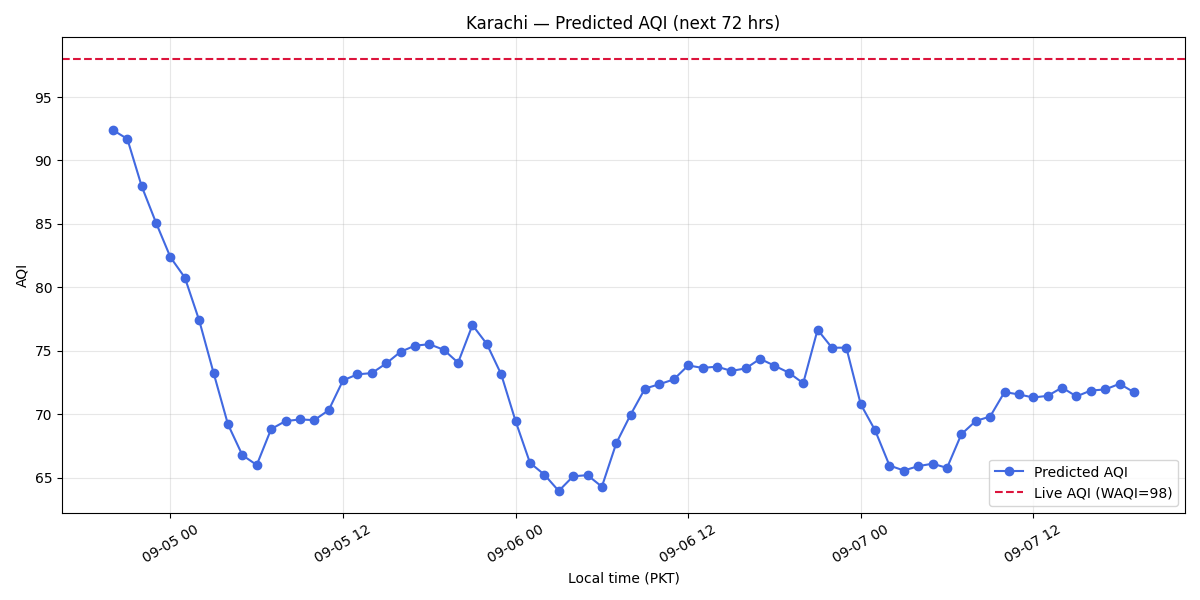 Karachi — Predicted AQI (next 72 hrs)
AQI
95
90
85
80
75
70
65
Predicted AQI
Live AQI (WAQI=98)
09-05 00
09-05 12
09-06 00
09-06 12
09-07 00
09-07 12
Local time (PKT)